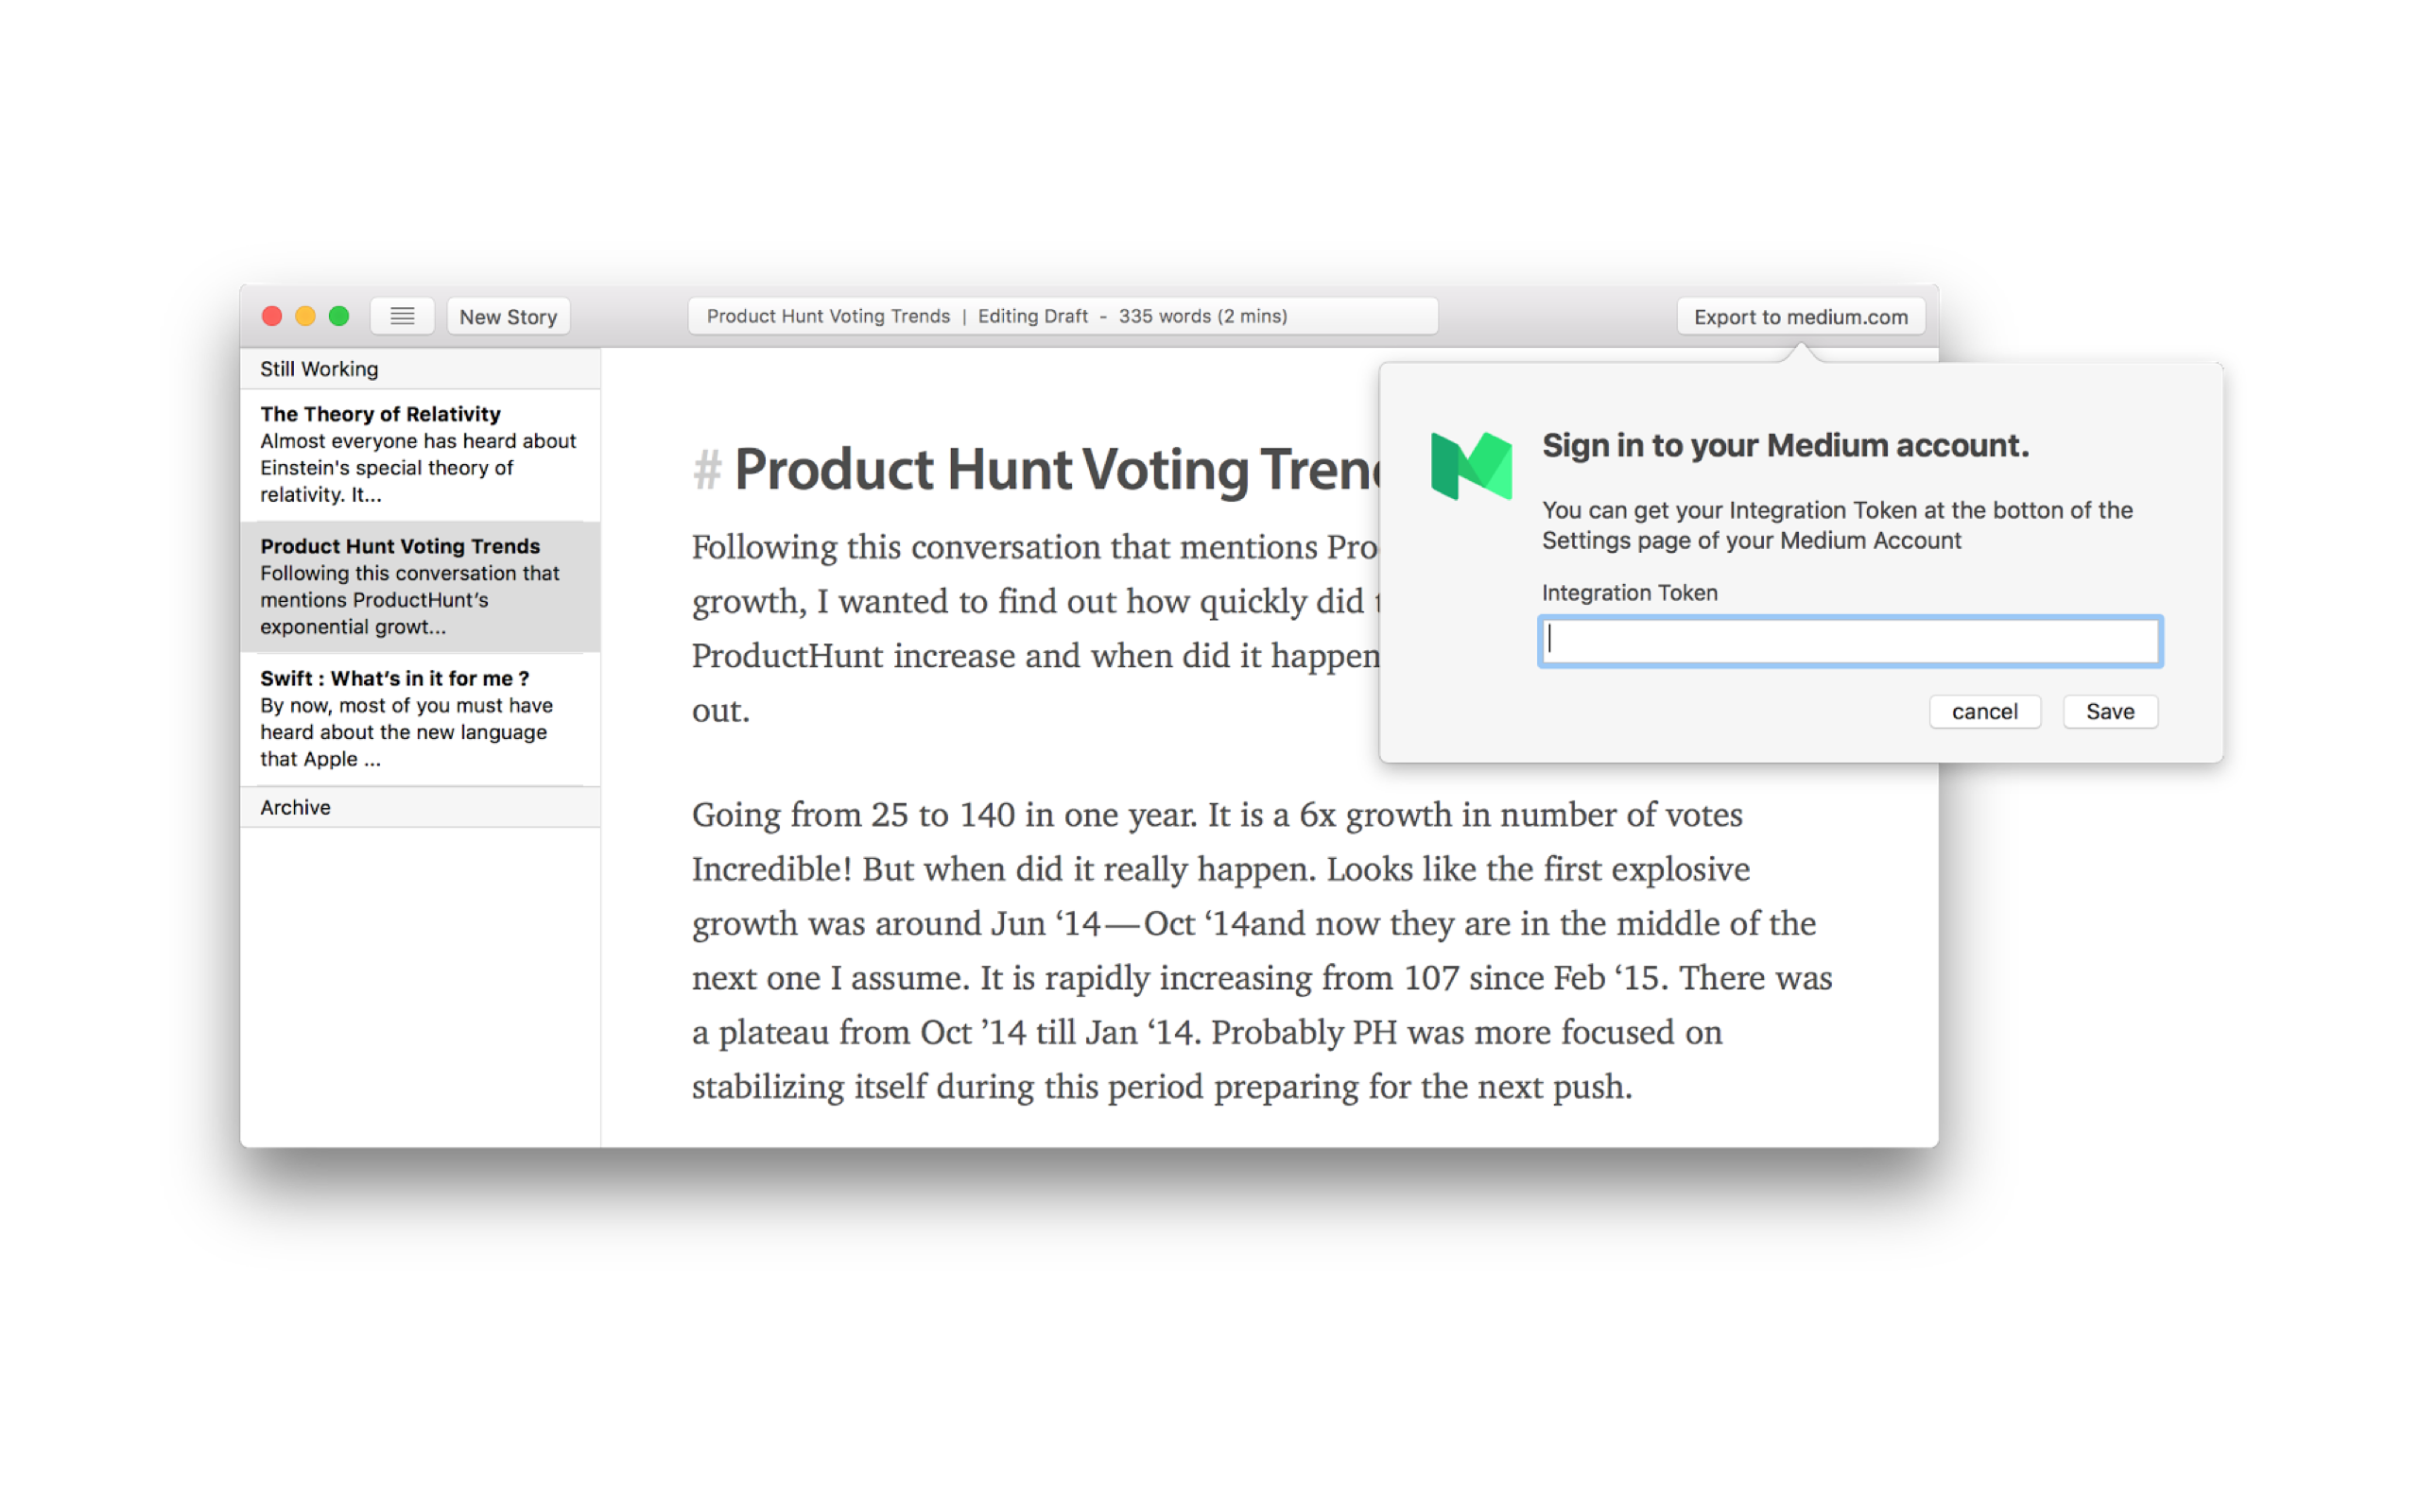 New Story
Product Hunt Voting Trends | Editing Draft - 335 words (2 mins)
Export to medium.com
Still Working
The Theory of Relativity
Almost everyone has heard about
Einstein's special theory of
relativity. It...
Product Hunt Voting Trends
Following this conversation that
mentions ProductHunt’s
exponential growt...
Swift : What’s in it for me ?
By now, most of you must have
heard about the new language
that Apple ...
Archive
# Product Hunt Voting Tren
Following this conversation that mentions Pro
growth, I wanted to find out how quickly did
ProductHunt increase and when did it happen
out.
Going from 25 to 140 in one year. It is a 6x growth in number of votes
Incredible! But when did it really happen. Looks like the first explosive
growth was around Jun ‘14—Oct ‘14and now they are in the middle of the
next one I assume. It is rapidly increasing from 107 since Feb ‘15. There was
a plateau from Oct ’14 till Jan ‘14. Probably PH was more focused on
stabilizing itself during this period preparing for the next push.
Sign in to your Medium account.
You can get your Integration Token at the botton of the
Settings page of your Medium Account
Integration Token
cancel
Save